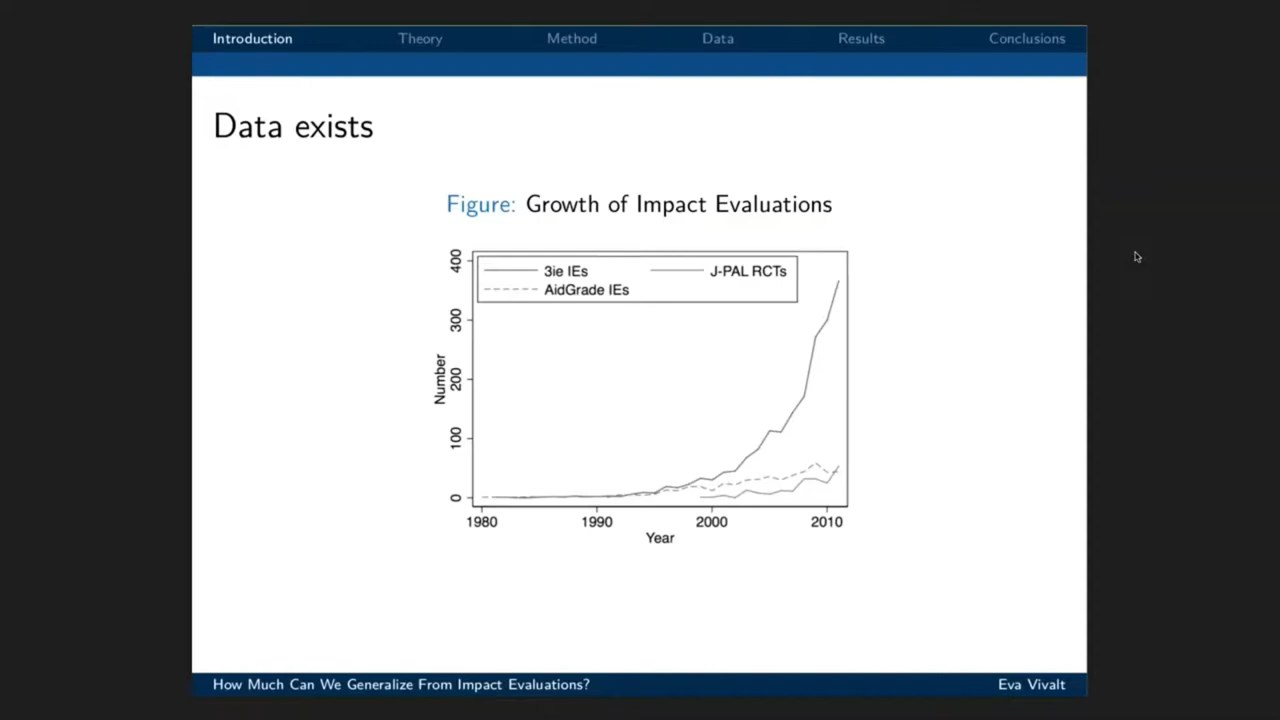 Introduction Theory Method Data Results Conclusions
Data exists
Figure: Growth of Impact Evaluations
3ie IEs J-PAL RCTs
AidGrade IEs
400
300
200
100
0
Number
1980 1990 2000 2010
Year
How Much Can We Generalize From Impact Evaluations? Eva Vivalt